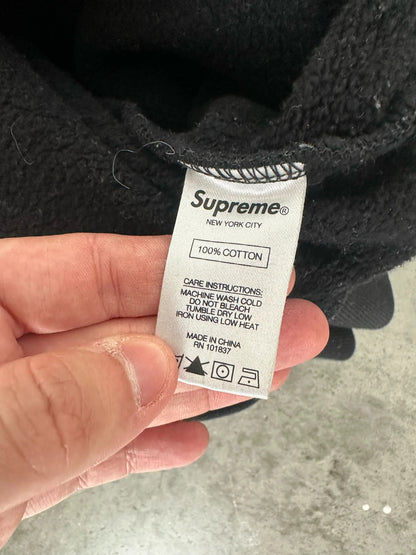 Supreme®
NEW YORK CITY
100% COTTON
CARE INSTRUCTIONS:
MACHINE WASH COLD
DO NOT BLEACH
TUMBLE DRY LOW
IRON USING LOW HEAT
MADE IN CHINA
RN 101837